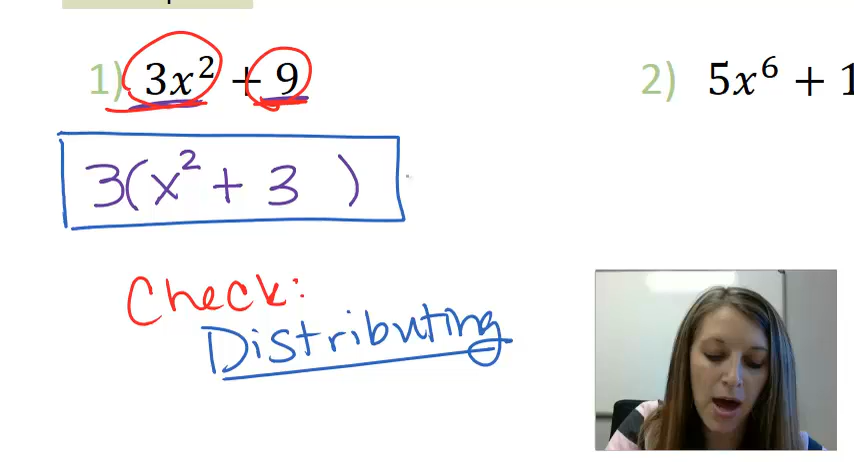 1) 3x² + 9
2) 5x⁶ + 1
3(x² + 3 )
Check:
Distributing